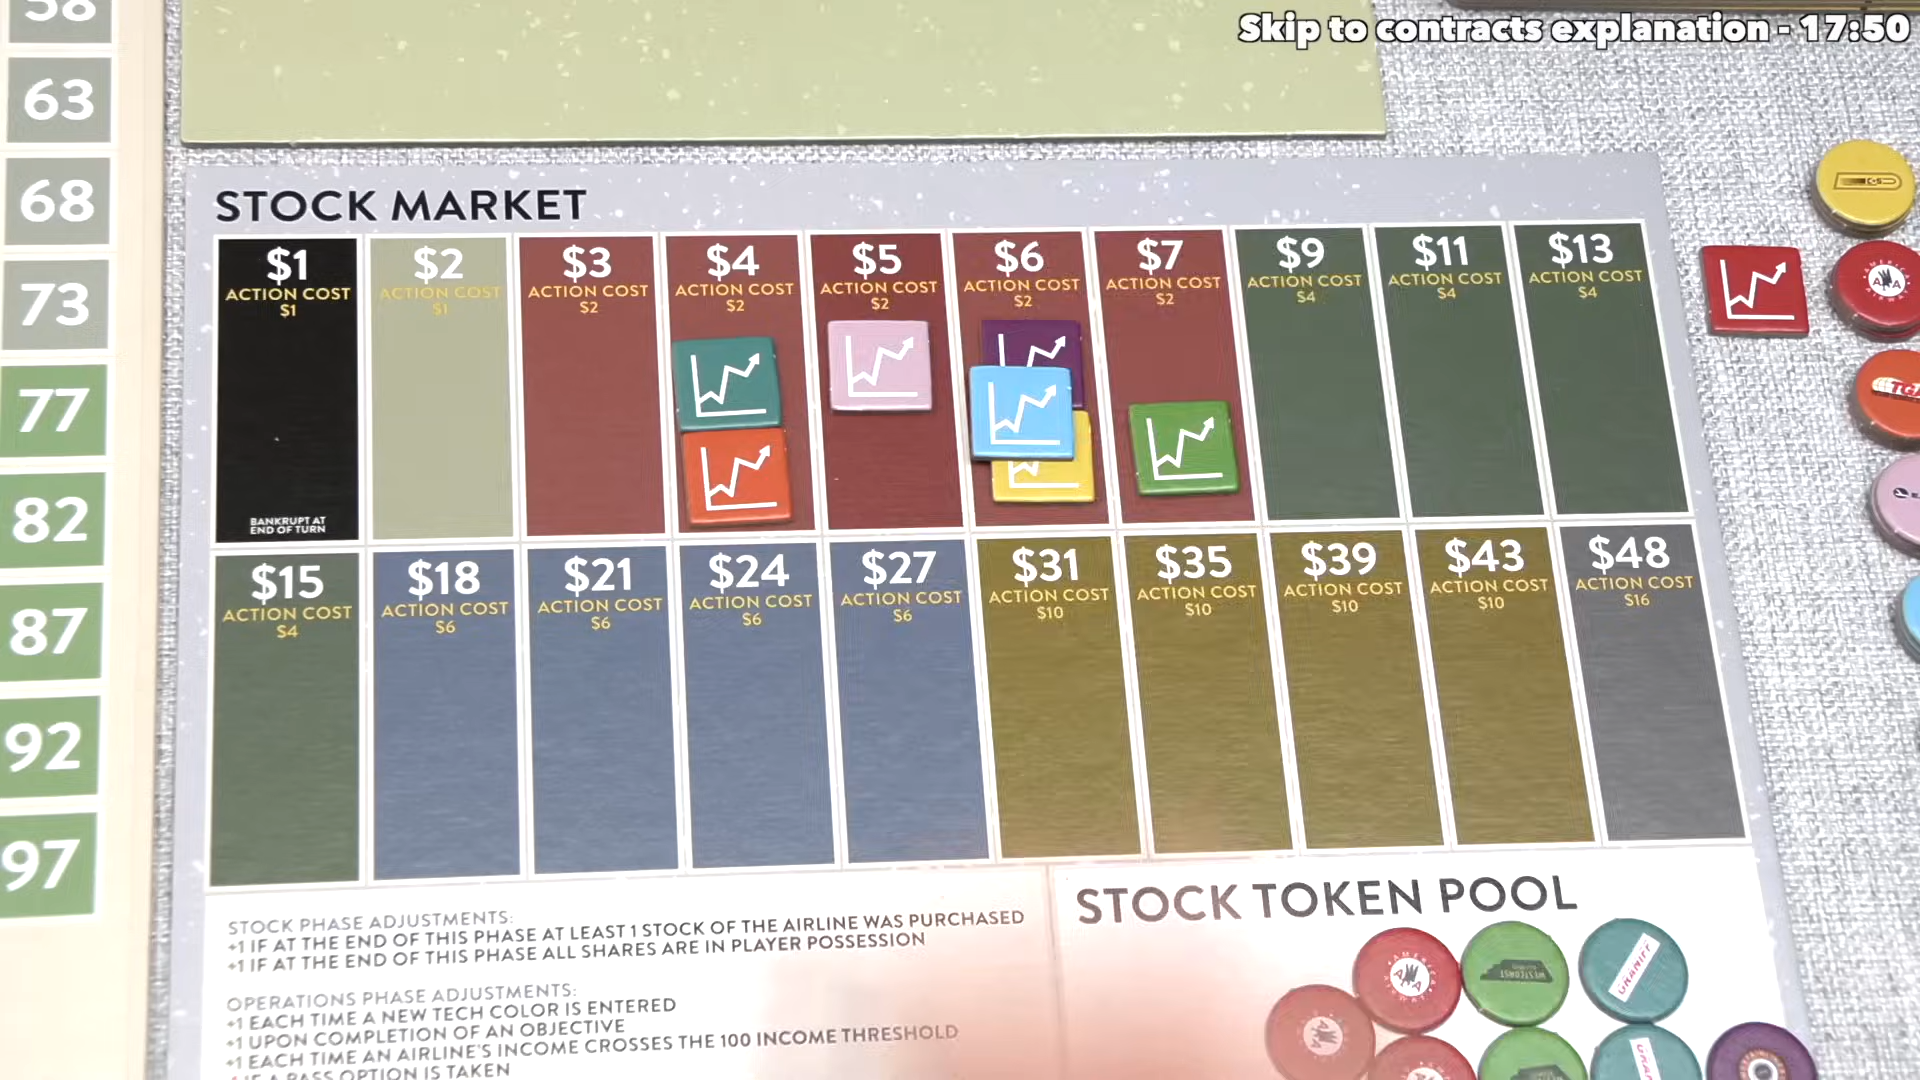 Skip to contracts explanation - 17:50
58
63
68
73
77
82
87
92
97
STOCK MARKET
$1
ACTION COST
$1
BANKRUPT AT
END OF TURN
$2
ACTION COST
$1
$3
ACTION COST
$2
$4
ACTION COST
$2
$5
ACTION COST
$2
$6
ACTION COST
$2
$7
ACTION COST
$2
$9
ACTION COST
$4
$11
ACTION COST
$4
$13
ACTION COST
$4
$15
ACTION COST
$4
$18
ACTION COST
$6
$21
ACTION COST
$6
$24
ACTION COST
$6
$27
ACTION COST
$6
$31
ACTION COST
$10
$35
ACTION COST
$10
$39
ACTION COST
$10
$43
ACTION COST
$10
$48
ACTION COST
$16
STOCK PHASE ADJUSTMENTS:
+1 IF AT THE END OF THIS PHASE AT LEAST 1 STOCK OF THE AIRLINE WAS PURCHASED
+1 IF AT THE END OF THIS PHASE ALL SHARES ARE IN PLAYER POSSESSION
OPERATIONS PHASE ADJUSTMENTS:
+1 EACH TIME A NEW TECH COLOR IS ENTERED
+1 UPON COMPLETION OF AN OBJECTIVE
+1 EACH TIME AN AIRLINE'S INCOME CROSSES THE 100 INCOME THRESHOLD
IF A PASS OPTION IS TAKEN
STOCK TOKEN POOL
WESTCOAST